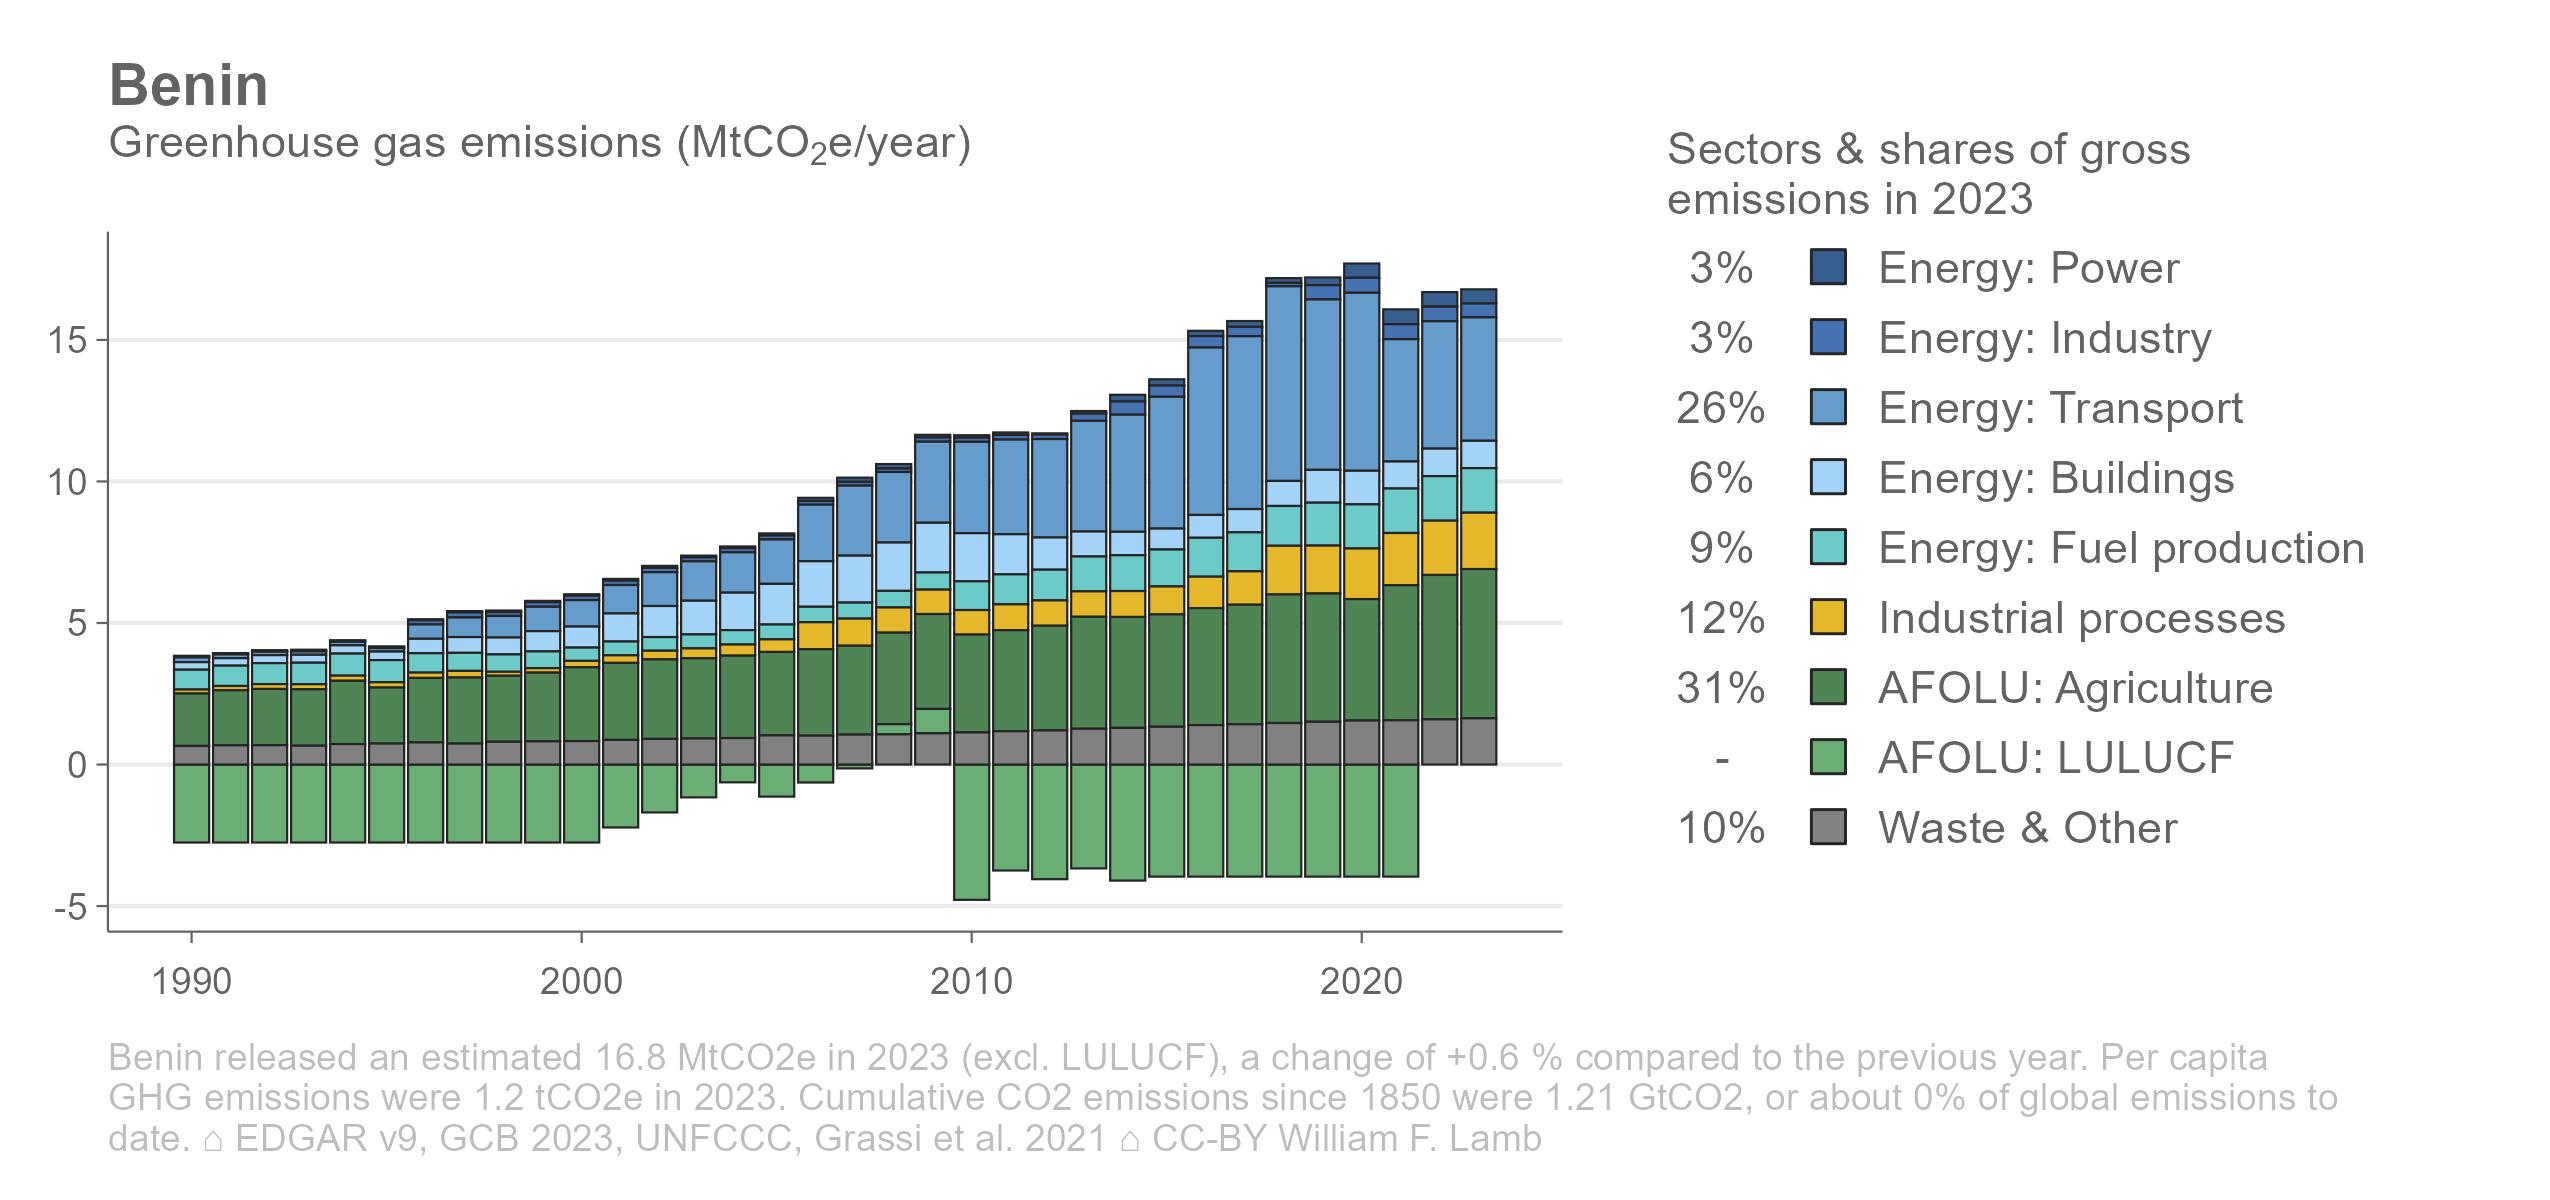 Benin
Greenhouse gas emissions (MtCO₂e/year)
15
10
5
0
-5
1990
2000
2010
2020
Sectors & shares of gross
emissions in 2023
3% Energy: Power
3% Energy: Industry
26% Energy: Transport
6% Energy: Buildings
9% Energy: Fuel production
12% Industrial processes
31% AFOLU: Agriculture
- AFOLU: LULUCF
10% Waste & Other
Benin released an estimated 16.8 MtCO2e in 2023 (excl. LULUCF), a change of +0.6 % compared to the previous year. Per capita
GHG emissions were 1.2 tCO2e in 2023. Cumulative CO2 emissions since 1850 were 1.21 GtCO2, or about 0% of global emissions to
date. ⌂ EDGAR v9, GCB 2023, UNFCCC, Grassi et al. 2021 ⌂ CC-BY William F. Lamb